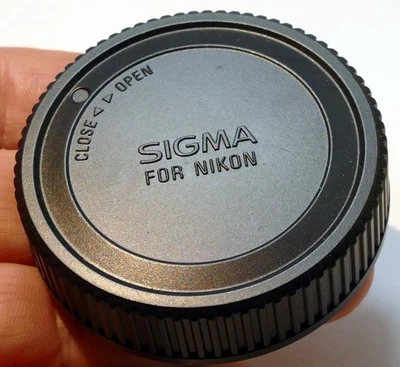 CLOSE ◁ ▷ OPEN
SIGMA
FOR NIKON